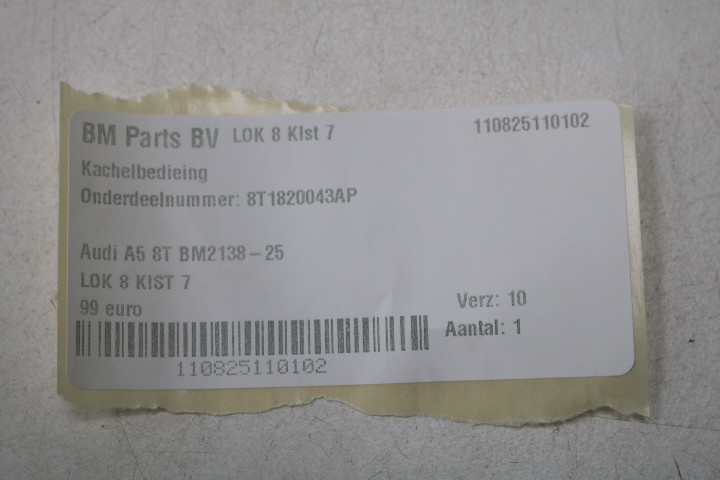 BM Parts BV LOK 8 KIst 7 110825110102
Kachelbedieing
Onderdeelnummer: 8T1820043AP
Audi A5 8T BM2138-25
LOK 8 KIST 7
99 euro
Verz: 10
Aantal: 1
110825110102